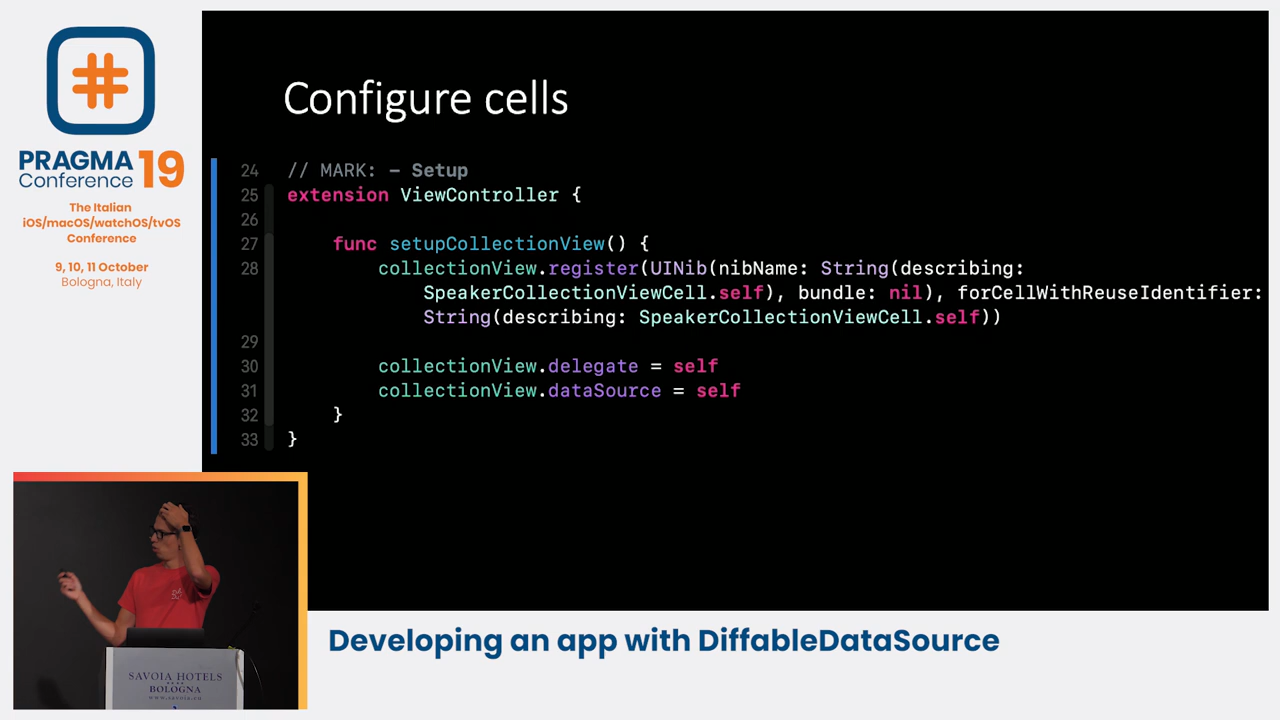 PRAGMA 19
Conference
The Italian
iOS/macOS/watchOS/tvOS
Conference
9, 10, 11 October
Bologna, Italy
Configure cells
24 // MARK: - Setup
25 extension ViewController {
26
27 func setupCollectionView() {
28 collectionView.register(UINib(nibName: String(describing:
SpeakerCollectionViewCell.self), bundle: nil), forCellWithReuseIdentifier:
String(describing: SpeakerCollectionViewCell.self))
29
30 collectionView.delegate = self
31 collectionView.dataSource = self
32 }
33 }
SAVOIA HOTELS
BOLOGNA
Developing an app with DiffableDataSource